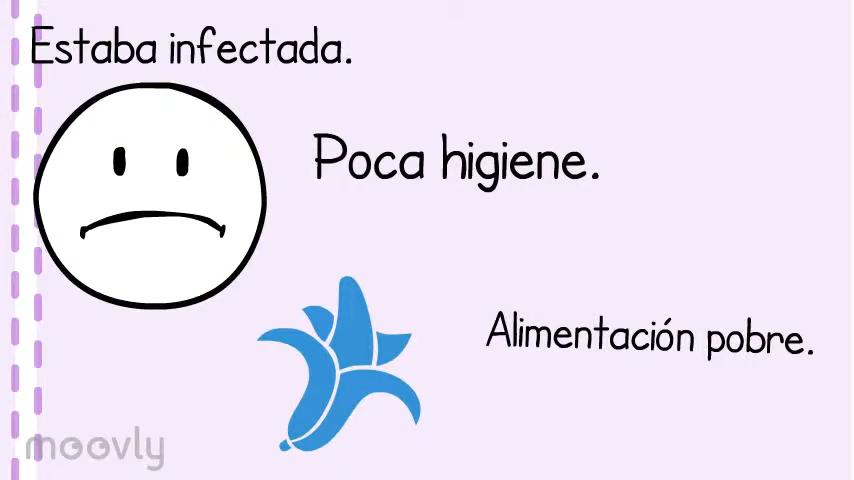 Estaba infectada.
Poca higiene.
Alimentación pobre.
moovly